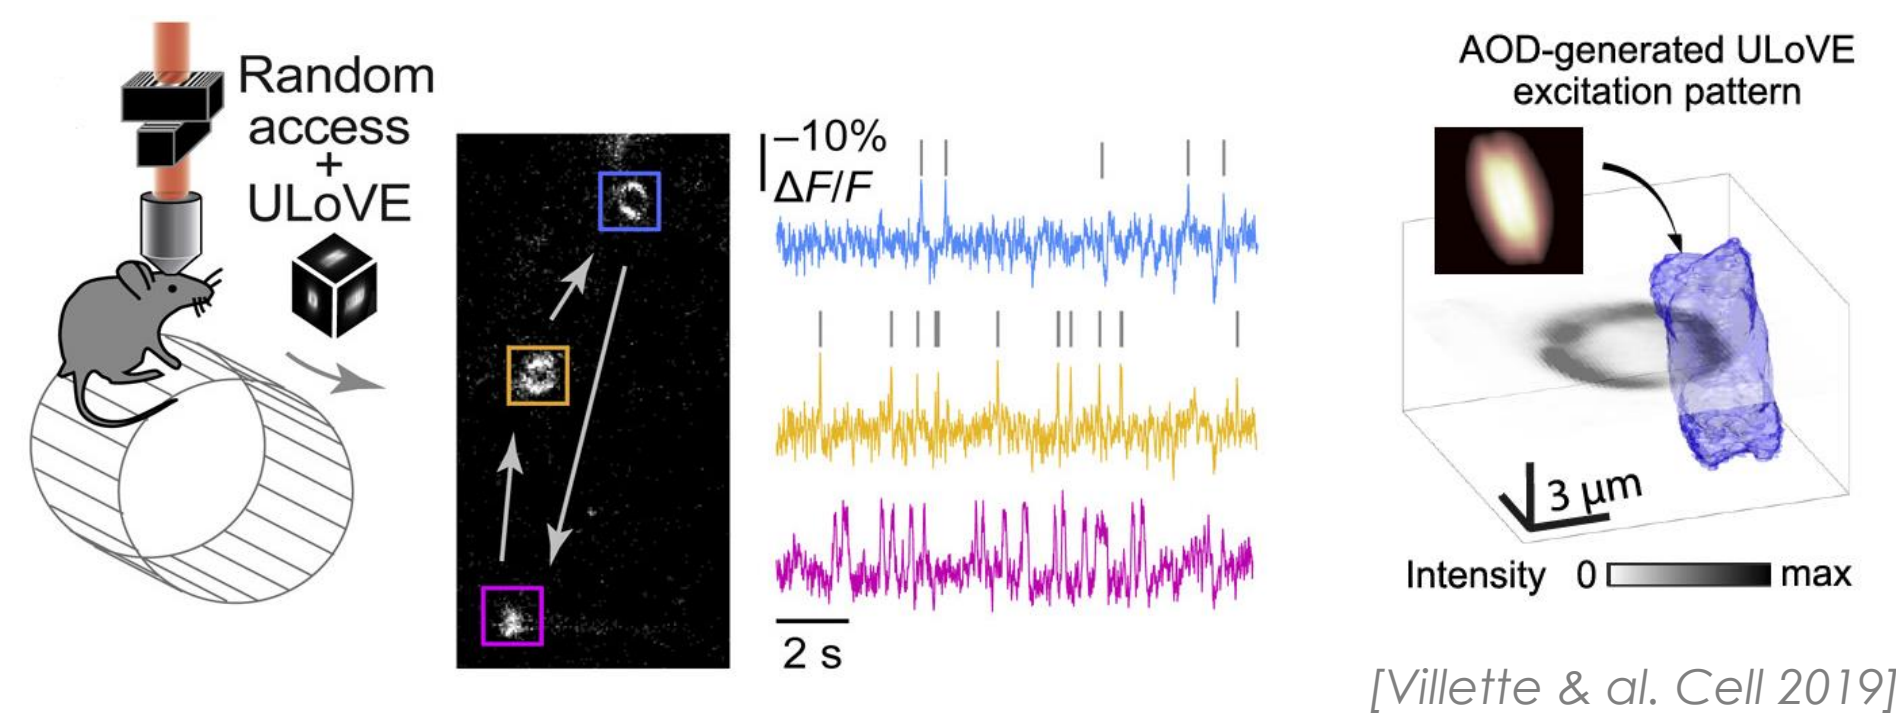 Random
access
+
ULoVE
–10%
ΔF/F
2 s
AOD-generated ULoVE
excitation pattern
3 µm
Intensity 0 max
[Villette & al. Cell 2019]